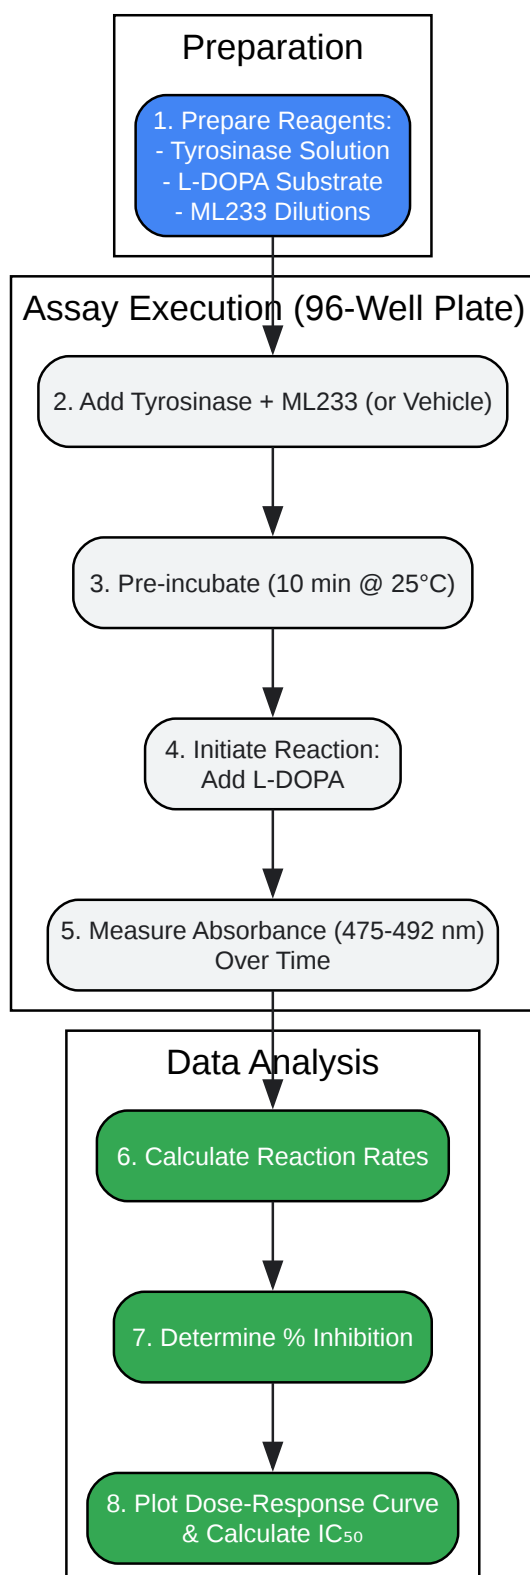 Preparation
1. Prepare Reagents:
- Tyrosinase Solution
- L-DOPA Substrate
- ML233 Dilutions
Assay Execution (96-Well Plate)
2. Add Tyrosinase + ML233 (or Vehicle)
3. Pre-incubate (10 min @ 25°C)
4. Initiate Reaction:
Add L-DOPA
5. Measure Absorbance (475-492 nm)
Over Time
Data Analysis
6. Calculate Reaction Rates
7. Determine % Inhibition
8. Plot Dose-Response Curve
& Calculate IC₅₀